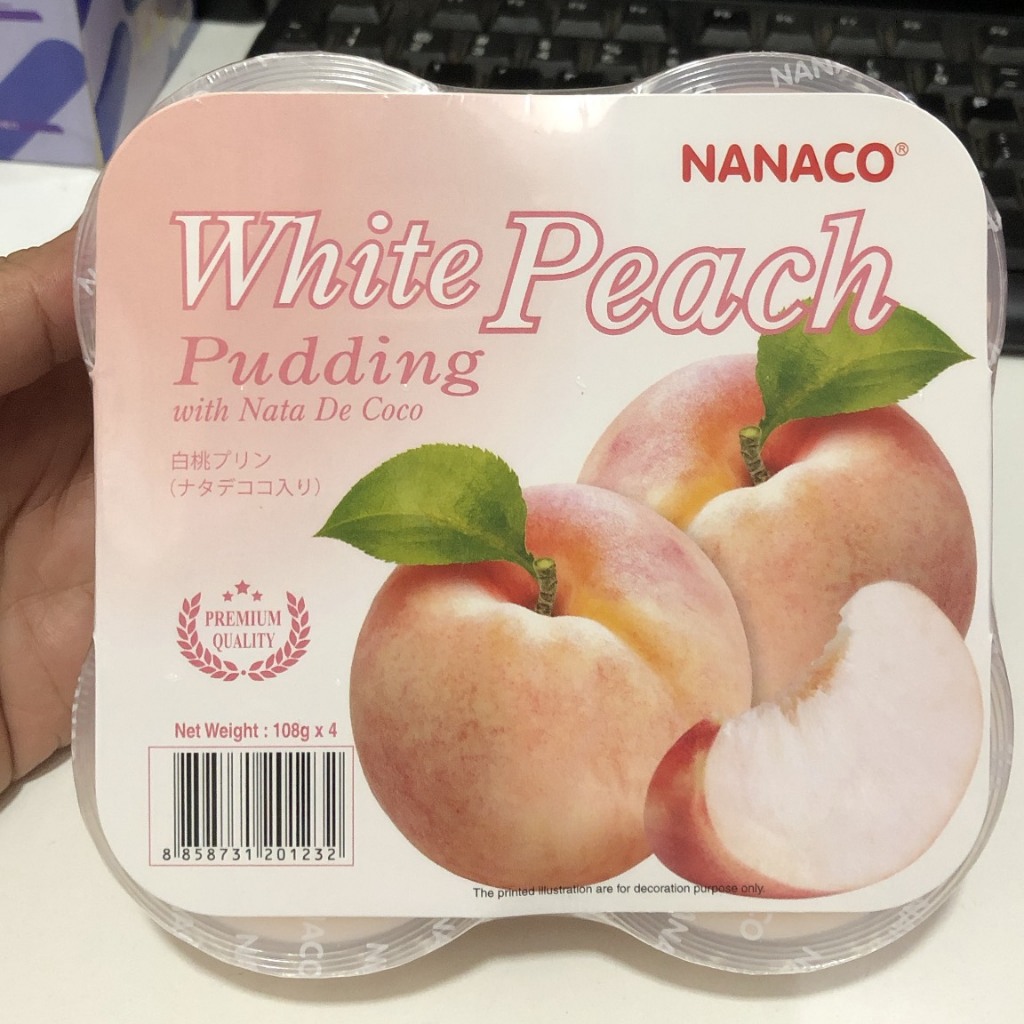 NANACO®
White Peach
Pudding
with Nata De Coco
白桃プリン
(ナタデココ入り)
PREMIUM
QUALITY
Net Weight : 108g x 4
8 858731 201232
The printed illustration are for decoration purpose only.